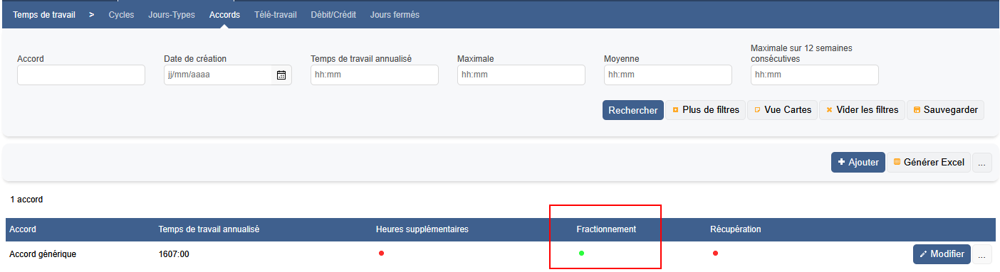 Temps de travail > Cycles Jours-Types Accords Télé-travail Débit/Crédit Jours fermés
Maximale sur 12 semaines
Accord Date de création Temps de travail annualisé Maximale Moyenne consécutives
jj/mm/aaaa hh:mm hh:mm hh:mm hh:mm
Rechercher Plus de filtres Vue Cartes Vider les filtres Sauvegarder
Ajouter Générer Excel ...
1 accord
Accord Temps de travail annualisé Heures supplémentaires Fractionnement Récupération
Accord générique 1607:00 Modifier ...